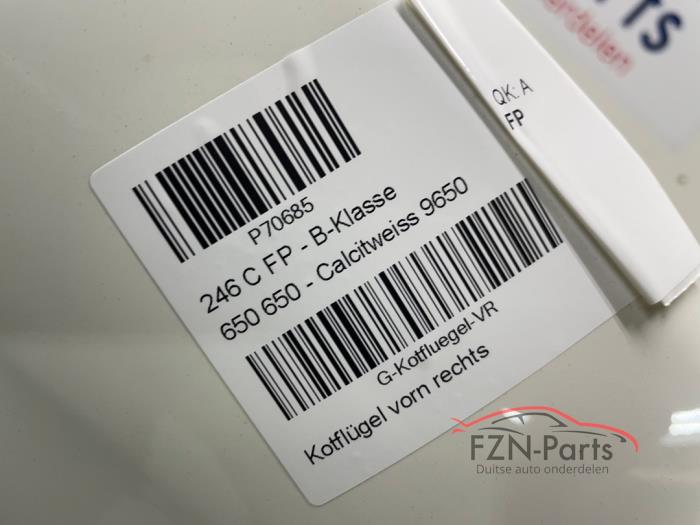 P70685
246 C FP - B-Klasse
650 650 - Calcitweiss 9650
G-Kotfluegel-VR
Kotflügel vorn rechts
QK: A
FP
FZN-Parts
Duitse auto onderdelen